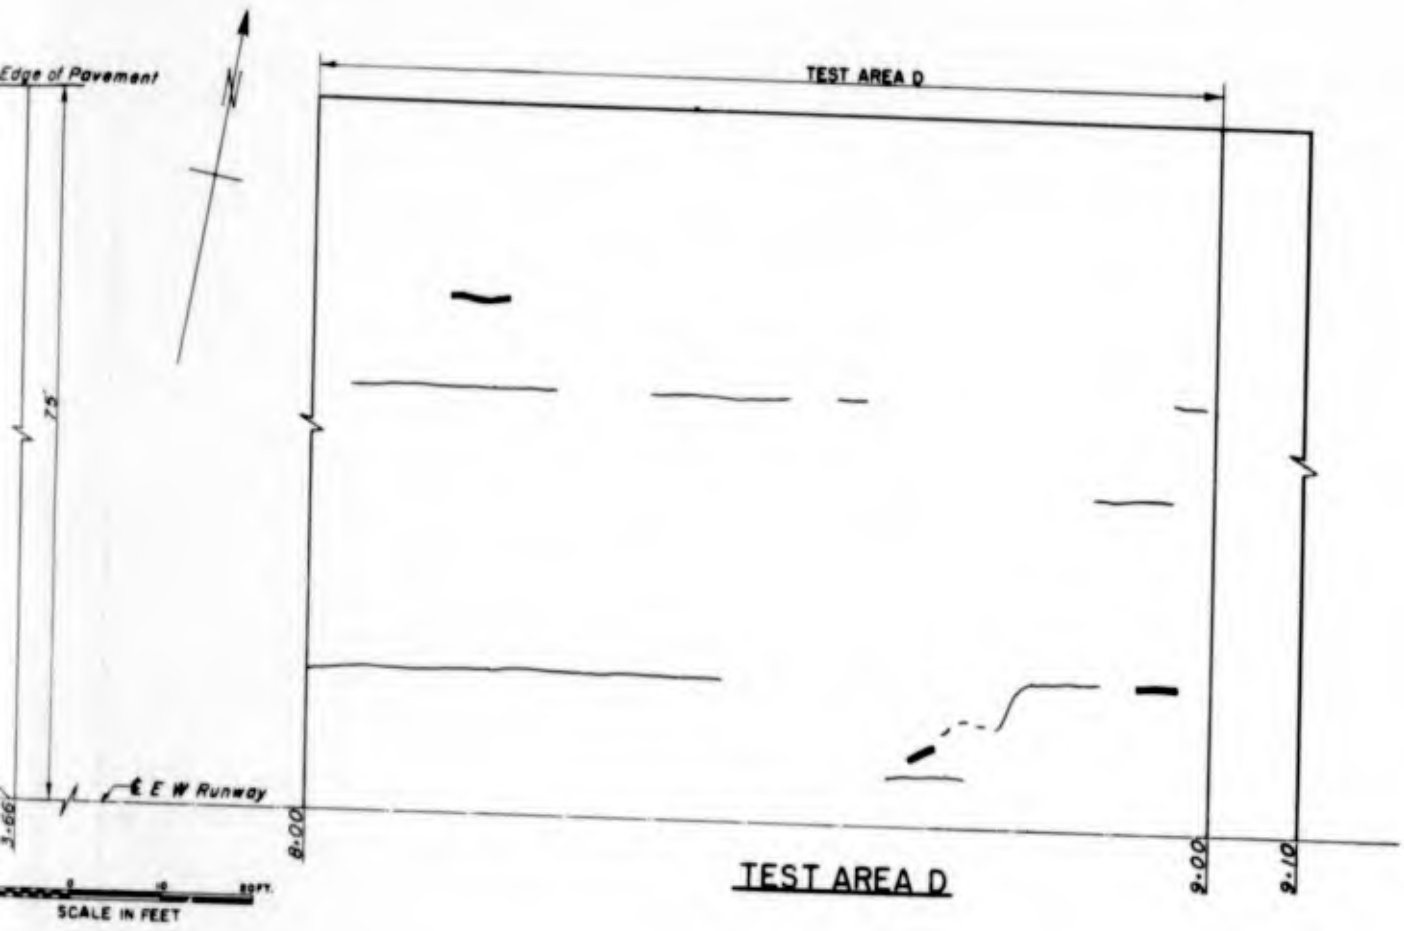 Edge of Pavement
N
TEST AREA D
75'
℄ E W Runway
3+66
8+00
9+00
9+10
0 10 20 FT.
SCALE IN FEET
TEST AREA D